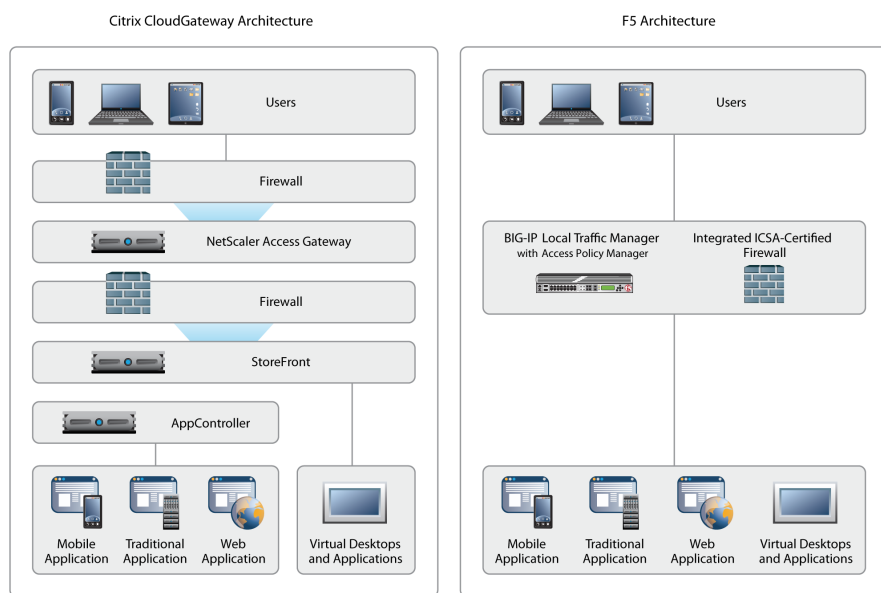 Citrix CloudGateway Architecture
Users
Firewall
NetScaler Access Gateway
Firewall
StoreFront
AppController
Mobile
Application
Traditional
Application
Web
Application
Virtual Desktops
and Applications
F5 Architecture
Users
BIG-IP Local Traffic Manager
with Access Policy Manager
Integrated ICSA-Certified
Firewall
Mobile
Application
Traditional
Application
Web
Application
Virtual Desktops
and Applications